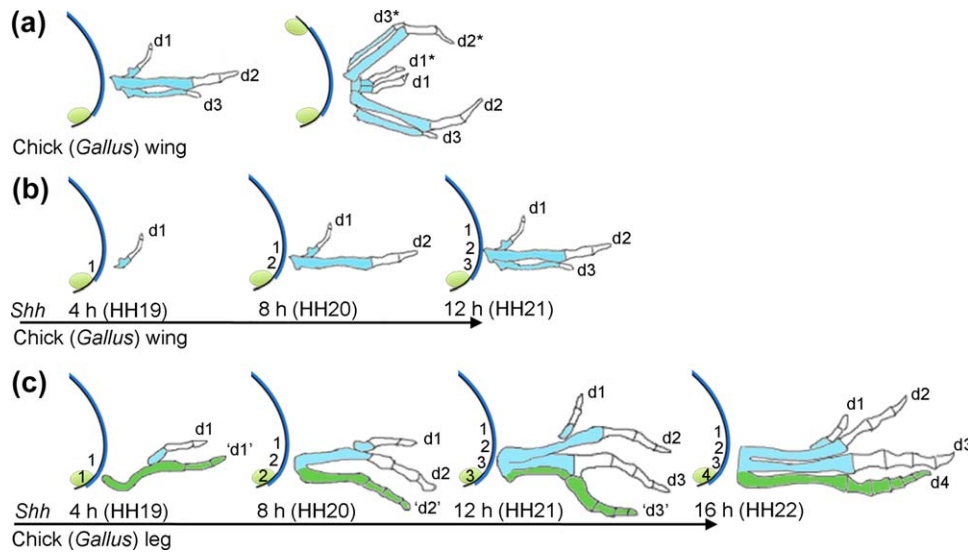 (a)
d1
d2
d3
d3*
d2*
d1*
d1
d2
d3
Chick (Gallus) wing
(b)
1
d1
1
2
d1
d2
1
2
3
d1
d2
d3
Shh 4 h (HH19) 8 h (HH20) 12 h (HH21)
Chick (Gallus) wing
(c)
1
1
d1
'd1'
1
2
2
d1
d2
'd2'
1
2
3
3
d1
d2
d3
'd3'
1
2
3
4
d1
d2
d3
d4
Shh 4 h (HH19) 8 h (HH20) 12 h (HH21) 16 h (HH22)
Chick (Gallus) leg